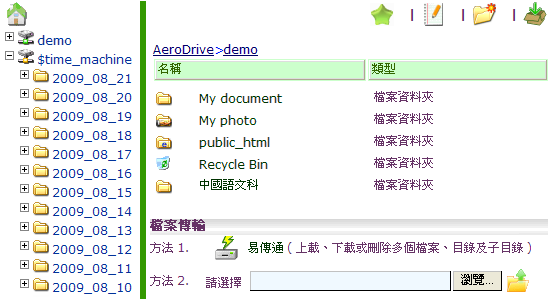 demo
$time_machine
2009_08_21
2009_08_20
2009_08_19
2009_08_18
2009_08_17
2009_08_16
2009_08_15
2009_08_14
2009_08_13
2009_08_12
2009_08_11
2009_08_10
AeroDrive>demo
名稱 類型
My document 檔案資料夾
My photo 檔案資料夾
public_html 檔案資料夾
Recycle Bin 檔案資料夾
中國語文科 檔案資料夾
檔案傳輸
方法 1. 易傳通 ( 上載、下載或刪除多個檔案、目錄及子目錄 )
方法 2. 請選擇 瀏覽...